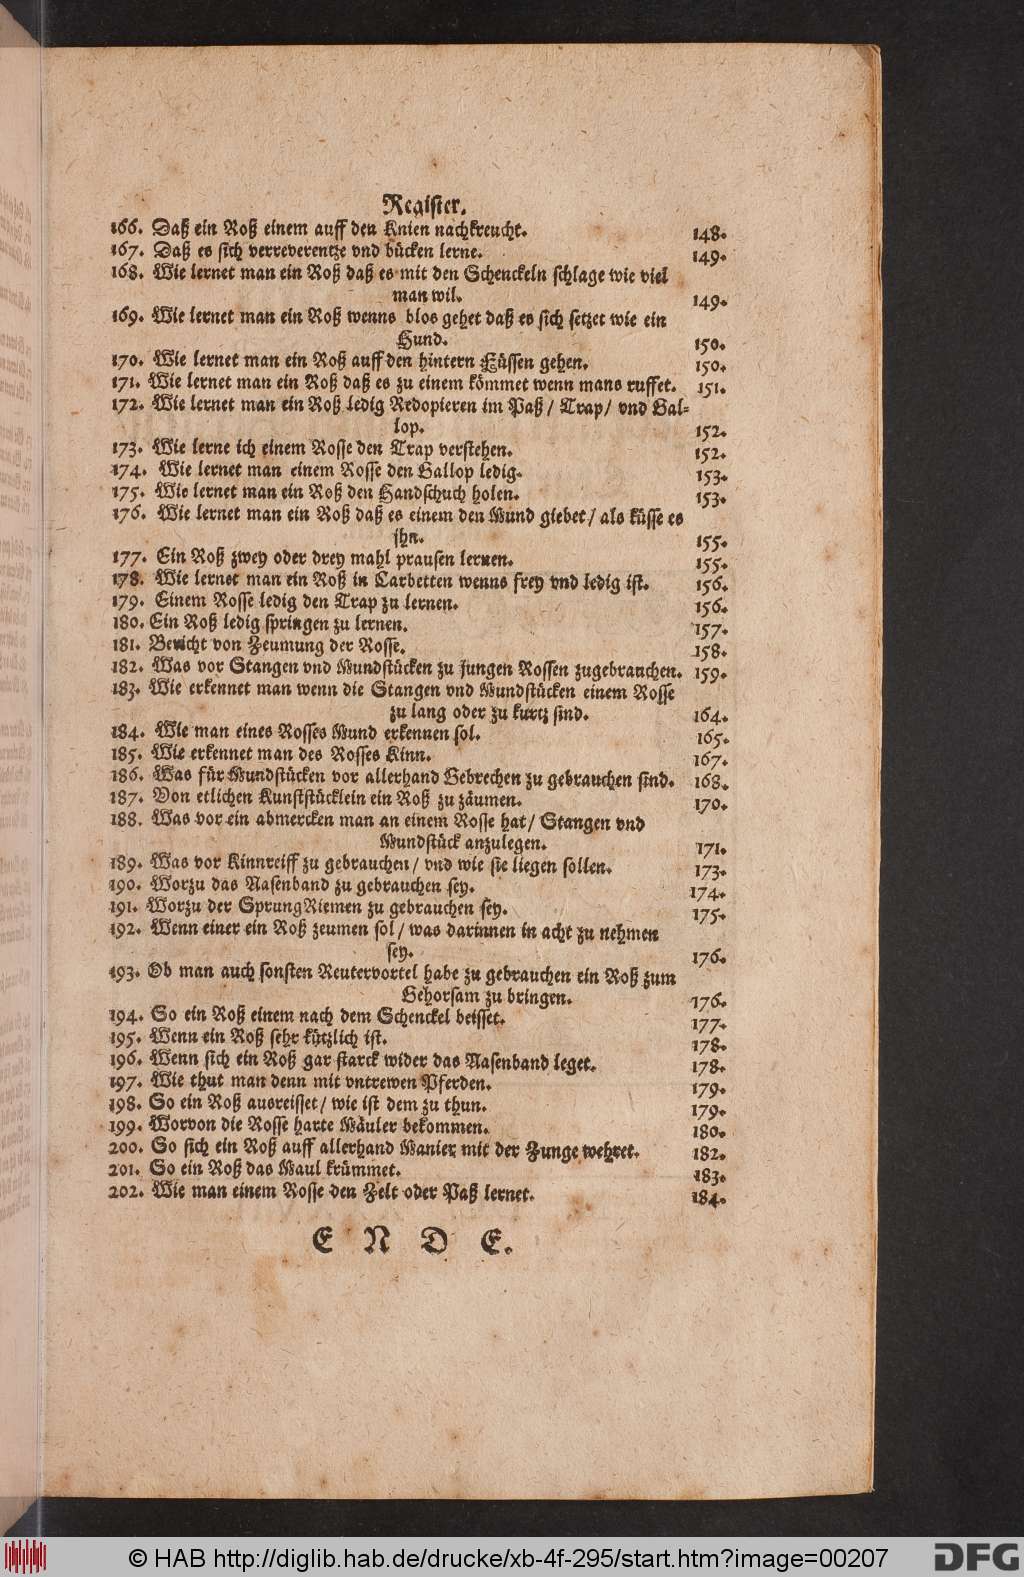 Register.
166. Daß ein Roß einem auff den Knien nachkreucht. 148.
167. Daß es sich verreverentze vnd bücken lerne. 149.
168. Wie lernet man ein Roß daß es mit den Schenckeln schlage wie viel
man wil. 149.
169. Wie lernet man ein Roß wenns blos gehet daß es sich setzet wie ein
Hund. 150.
170. Wie lernet man ein Roß auff den hintern Füssen gehen. 150.
171. Wie lernet man ein Roß daß es zu einem kömmet wenn mans ruffet. 151.
172. Wie lernet man ein Roß ledig Redopieren im Paß / Trap / vnd Gal-
lop. 152.
173. Wie lerne ich einem Rosse den Trap verstehen. 152.
174. Wie lernet man einem Rosse den Gallop ledig. 153.
175. Wie lernet man ein Roß den Handschuch holen. 153.
176. Wie lernet man ein Roß daß es einem den Mund giebet / als küsse es
jhn. 155.
177. Ein Roß zwey oder drey mahl prausen lernen. 155.
178. Wie lernet man ein Roß in Carbetten wenns frey vnd ledig ist. 156.
179. Einem Rosse ledig den Trap zu lernen. 156.
180. Ein Roß ledig springen zu lernen. 157.
181. Bericht von Zeumung der Rosse. 158.
182. Was vor Stangen vnd Mundstücken zu jungen Rossen zugebrauchen. 159.
183. Wie erkennet man wenn die Stangen vnd Mundstücken einem Rosse
zu lang oder zu kurtz sind. 164.
184. Wie man eines Rosses Mund erkennen sol. 165.
185. Wie erkennet man des Rosses Kinn. 167.
186. Was für Mundstücken vor allerhand Gebrechen zu gebrauchen sind. 168.
187. Von etlichen Kunststücklein ein Roß zu zäumen. 170.
188. Was vor ein abmercken man an einem Rosse hat / Stangen vnd
Mundstück anzulegen. 171.
189. Was vor Kinnreiff zu gebrauchen / vnd wie sie liegen sollen. 173.
190. Worzu das Nasenband zu gebrauchen sey. 174.
191. Worzu der SprungRiemen zu gebrauchen sey. 175.
192. Wenn einer ein Roß zeumen sol / was darinnen in acht zu nehmen
sey. 176.
193. Ob man auch sonsten Reutervortel habe zu gebrauchen ein Roß zum
Gehorsam zu bringen. 176.
194. So ein Roß einem nach dem Schenckel beisset. 177.
195. Wenn ein Roß sehr kützlich ist. 178.
196. Wenn sich ein Roß gar starck wider das Nasenband leget. 178.
197. Wie thut man denn mit vntrewen Pferden. 179.
198. So ein Roß ausreisset / wie ist dem zu thun. 179.
199. Worvon die Rosse harte Mäuler bekommen. 180.
200. So sich ein Roß auff allerhand Manier mit der Zunge wehret. 182.
201. So ein Roß das Maul krümmet. 183.
202. Wie man einem Rosse den Zelt oder Paß lernet. 184.
E N D E.
© HAB http://diglib.hab.de/drucke/xb-4f-295/start.htm?image=00207
DFG